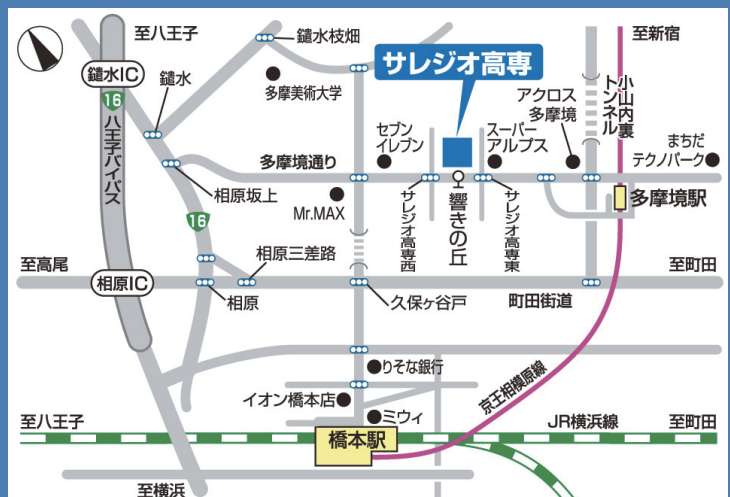 至八王子
鑓水枝畑
至新宿
サレジオ高専
鑓水IC
鑓水
多摩美術大学
アクロス
多摩境
小山内裏
トンネル
16
八王子バイパス
セブン
イレブン
スーパー
アルプス
まちだ
テクノパーク
多摩境通り
相原坂上
Mr.MAX
サレジオ高専西
響きの丘
サレジオ高専東
多摩境駅
16
至高尾
相原三差路
至町田
相原IC
相原
久保ヶ谷戸
町田街道
りそな銀行
京王相模原線
イオン橋本店
ミウィ
至八王子
橋本駅
JR横浜線
至町田
至横浜